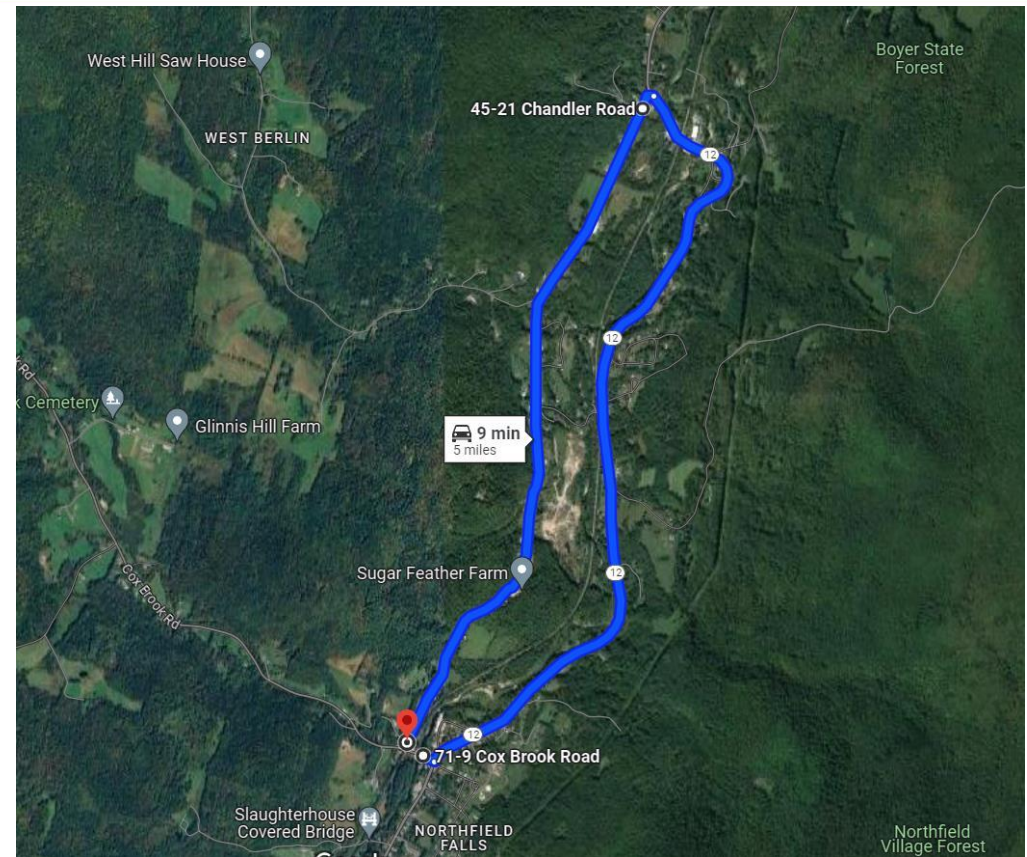 West Hill Saw House
Boyer State
Forest
45-21 Chandler Road
WEST BERLIN
12
12
k Rd
k Cemetery
Glinnis Hill Farm
9 min
5 miles
Sugar Feather Farm
12
Cox Brook Rd
12
71-9 Cox Brook Road
Slaughterhouse
Covered Bridge
NORTHFIELD
FALLS
Northfield
Village Forest